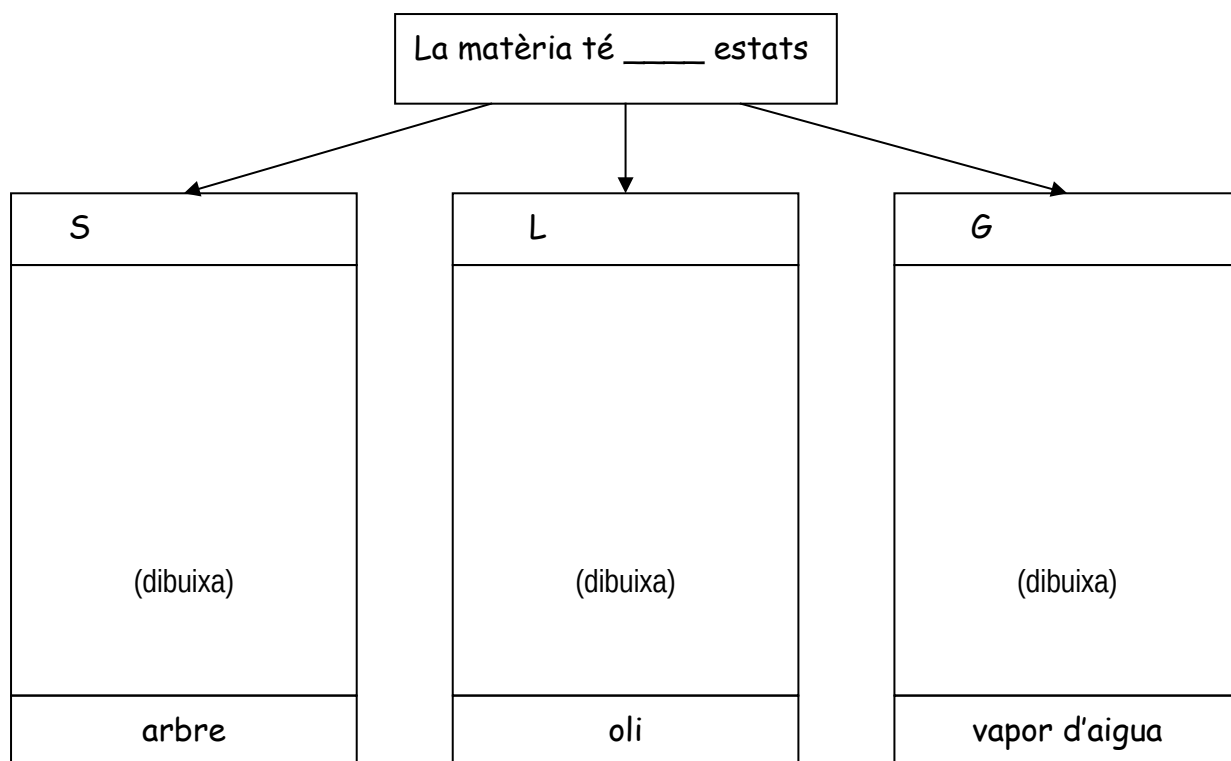 La matèria té ____ estats
S
L
G
(dibuixa)
(dibuixa)
(dibuixa)
arbre
oli
vapor d'aigua